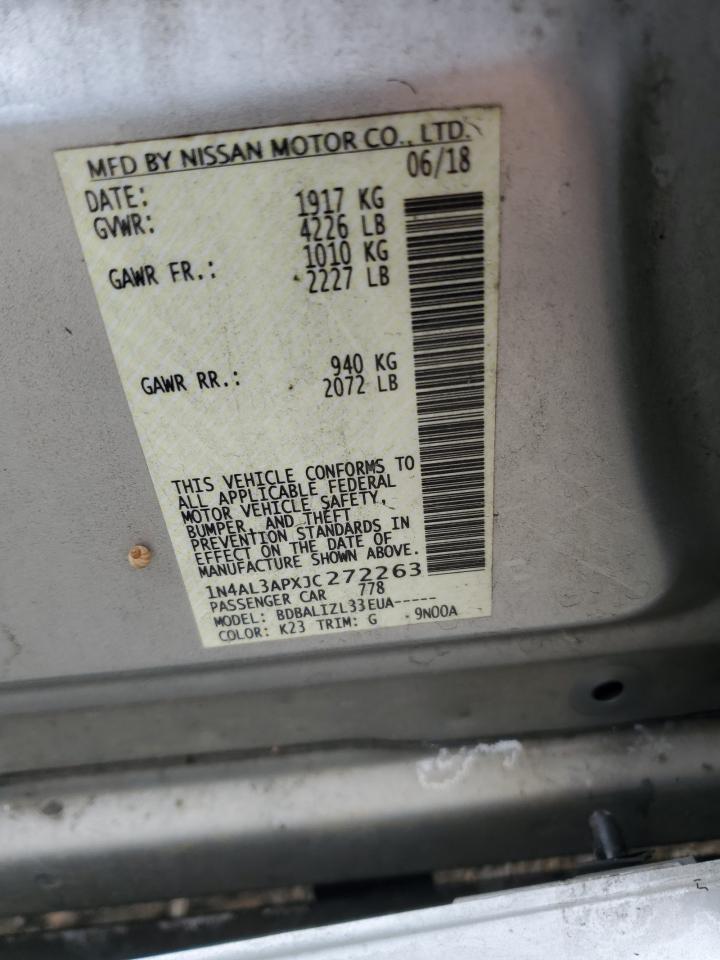 MFD BY NISSAN MOTOR CO., LTD.
DATE: 06/18
GVWR: 1917 KG
4226 LB
GAWR FR.: 1010 KG
2227 LB
GAWR RR.: 940 KG
2072 LB
THIS VEHICLE CONFORMS TO
ALL APPLICABLE FEDERAL
MOTOR VEHICLE SAFETY,
BUMPER, AND THEFT
PREVENTION STANDARDS IN
EFFECT ON THE DATE OF
MANUFACTURE SHOWN ABOVE.
1N4AL3APXJC272263
PASSENGER CAR 778
MODEL: BDBALIZL33EUA-----
COLOR: K23 TRIM: G 9N00A